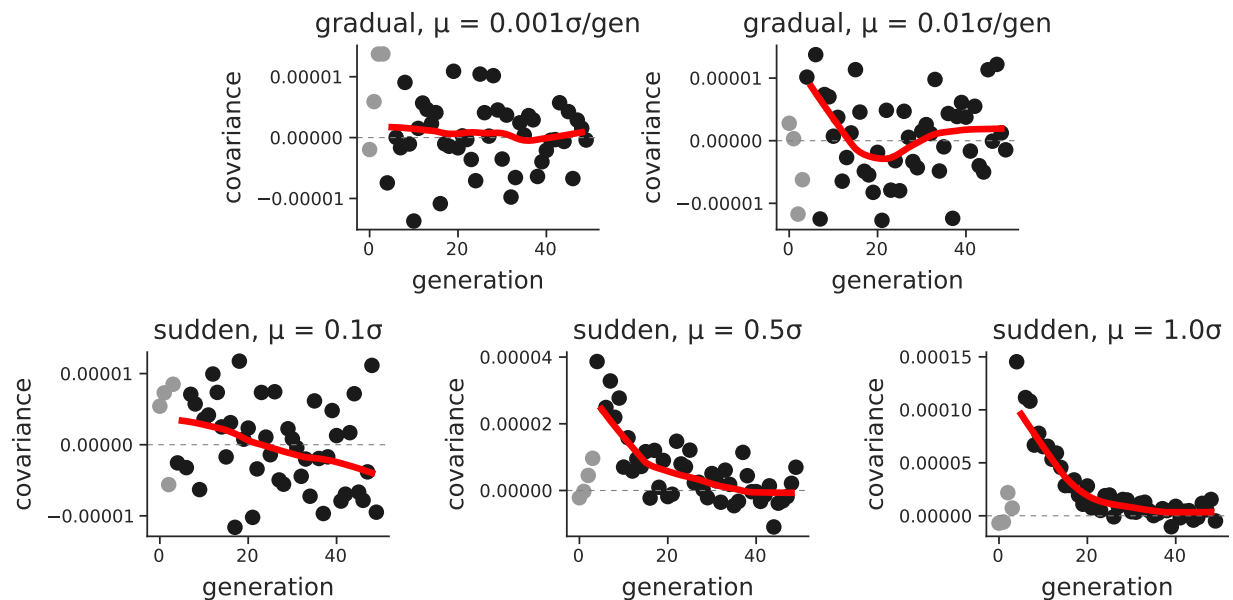 gradual, μ = 0.001σ/gen
gradual, μ = 0.01σ/gen
covariance
0.00001
0.00000
−0.00001
0
20
40
generation
covariance
0.00001
0.00000
−0.00001
0
20
40
generation
sudden, μ = 0.1σ
sudden, μ = 0.5σ
sudden, μ = 1.0σ
covariance
0.00001
0.00000
−0.00001
0
20
40
generation
covariance
0.00004
0.00002
0.00000
0
20
40
generation
covariance
0.00015
0.00010
0.00005
0.00000
0
20
40
generation